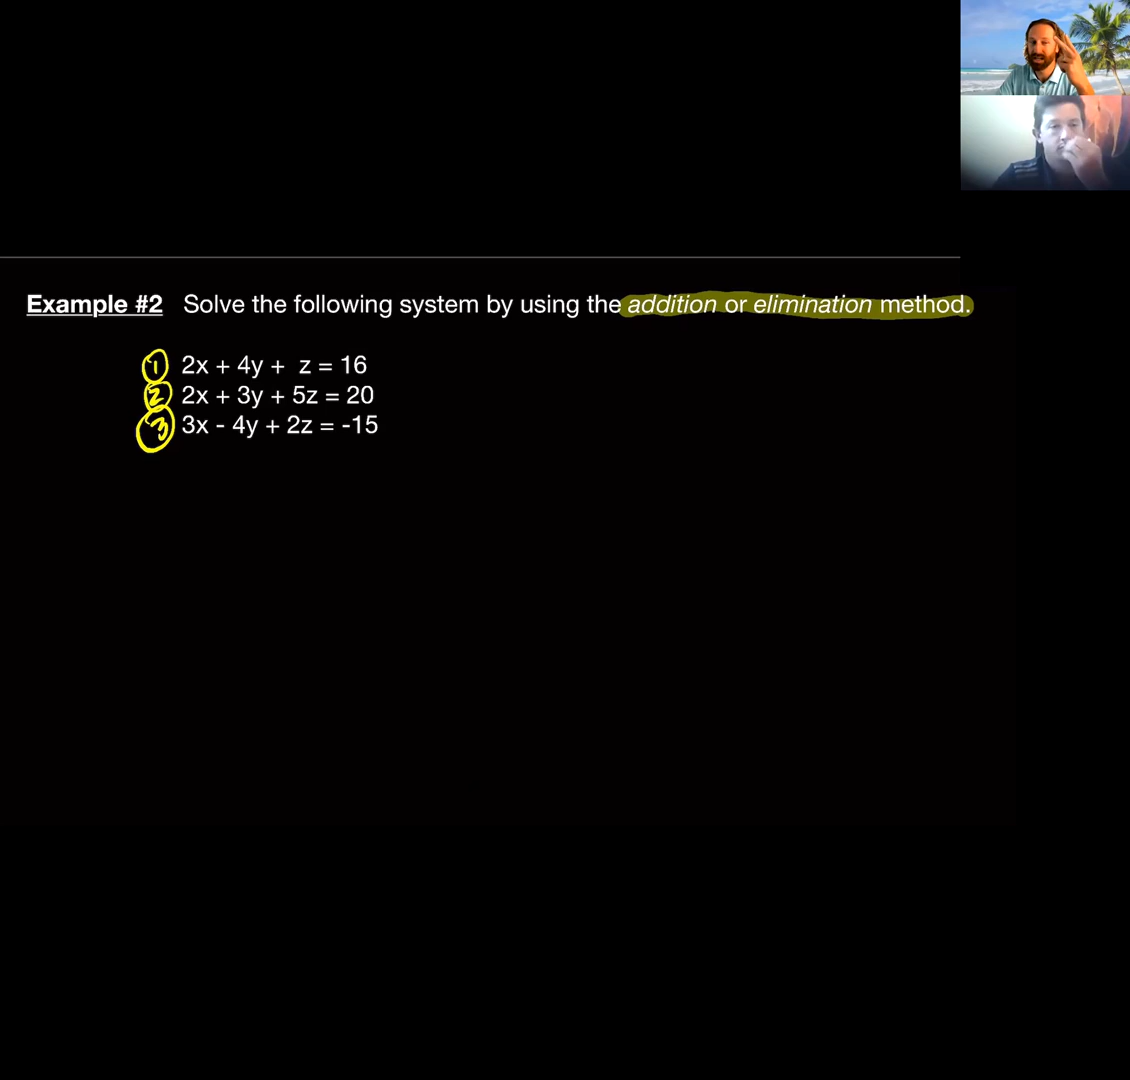 Example #2 Solve the following system by using the addition or elimination method.
1 2x + 4y + z = 16
2 2x + 3y + 5z = 20
3 3x - 4y + 2z = -15